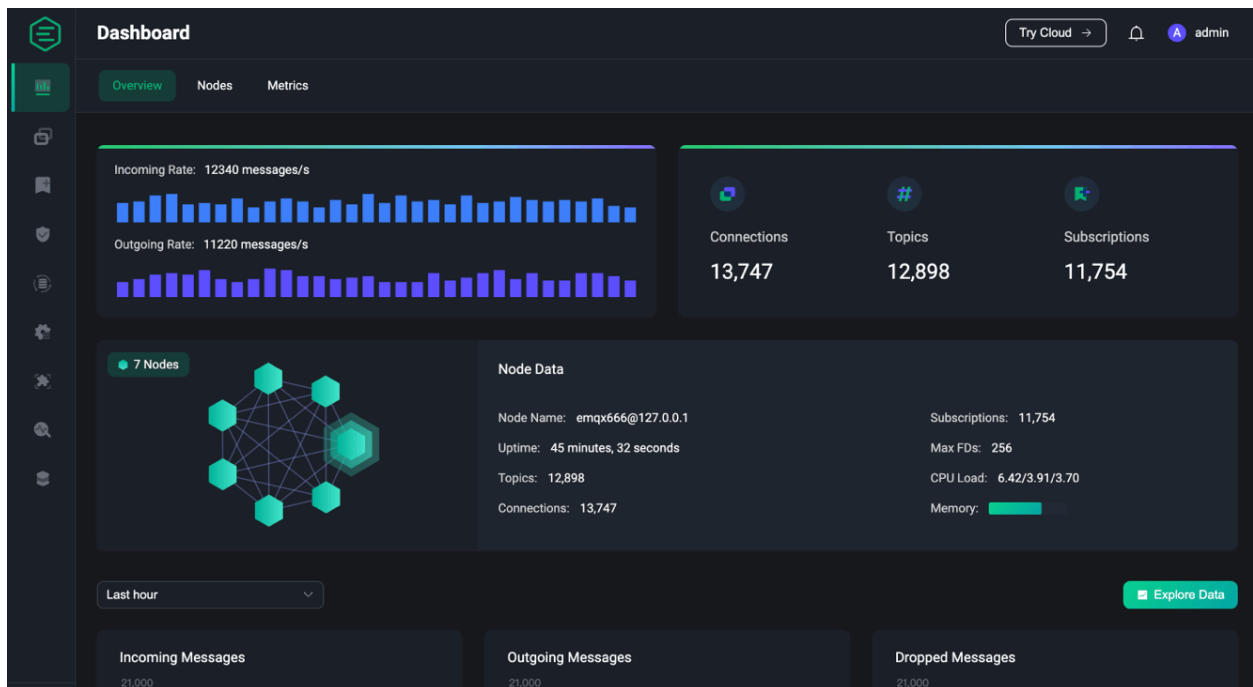 Dashboard
Try Cloud →
A admin
Overview
Nodes
Metrics
Incoming Rate: 12340 messages/s
Outgoing Rate: 11220 messages/s
Connections
13,747
Topics
12,898
Subscriptions
11,754
7 Nodes
Node Data
Node Name: emqx666@127.0.0.1
Uptime: 45 minutes, 32 seconds
Topics: 12,898
Connections: 13,747
Subscriptions: 11,754
Max FDs: 256
CPU Load: 6.42/3.91/3.70
Memory:
Last hour
Explore Data
Incoming Messages
21,000
Outgoing Messages
21,000
Dropped Messages
21,000